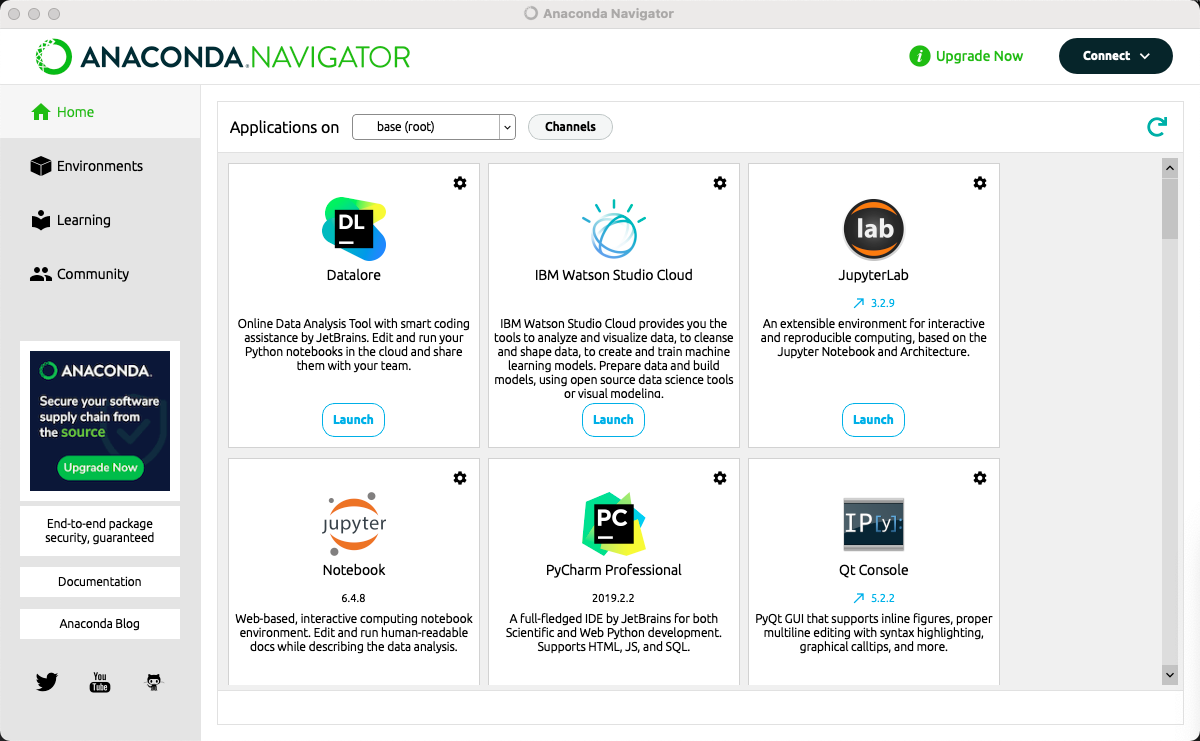 Anaconda Navigator
ANACONDA.NAVIGATOR
i Upgrade Now
Connect
Home
Environments
Learning
Community
ANACONDA.
Secure your software
supply chain from
the source
Upgrade Now
End-to-end package
security, guaranteed
Documentation
Anaconda Blog
You
Tube
Applications on base (root) Channels
DL
Datalore
Online Data Analysis Tool with smart coding
assistance by JetBrains. Edit and run your
Python notebooks in the cloud and share
them with your team.
Launch
IBM Watson Studio Cloud
IBM Watson Studio Cloud provides you the
tools to analyze and visualize data, to cleanse
and shape data, to create and train machine
learning models. Prepare data and build
models, using open source data science tools
or visual modeling.
Launch
lab
JupyterLab
3.2.9
An extensible environment for interactive
and reproducible computing, based on the
Jupyter Notebook and Architecture.
Launch
jupyter
Notebook
6.4.8
Web-based, interactive computing notebook
environment. Edit and run human-readable
docs while describing the data analysis.
PC
PyCharm Professional
2019.2.2
A full-fledged IDE by JetBrains for both
Scientific and Web Python development.
Supports HTML, JS, and SQL.
IP[y]:
Qt Console
5.2.2
PyQt GUI that supports inline figures, proper
multiline editing with syntax highlighting,
graphical calltips, and more.